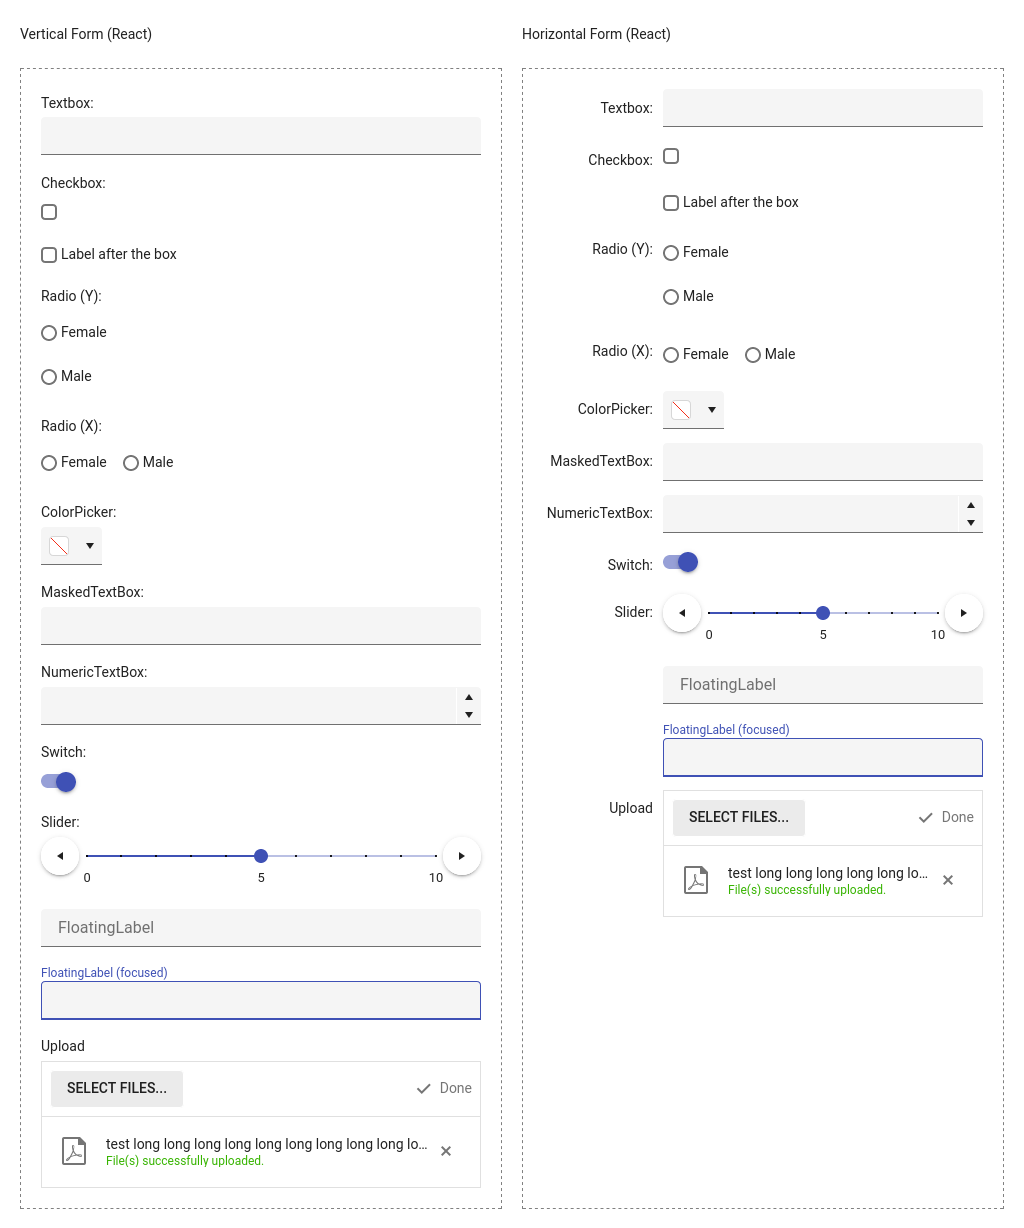 Vertical Form (React)
Textbox:
Checkbox:
Label after the box
Radio (Y):
Female
Male
Radio (X):
Female Male
ColorPicker:
MaskedTextBox:
NumericTextBox:
Switch:
Slider:
0 5 10
FloatingLabel
FloatingLabel (focused)
Upload
SELECT FILES... Done
test long long long long long long long long long lo...
File(s) successfully uploaded.
Horizontal Form (React)
Textbox:
Checkbox:
Label after the box
Radio (Y): Female
Male
Radio (X): Female Male
ColorPicker:
MaskedTextBox:
NumericTextBox:
Switch:
Slider:
0 5 10
FloatingLabel
FloatingLabel (focused)
Upload SELECT FILES... Done
test long long long long long lo...
File(s) successfully uploaded.